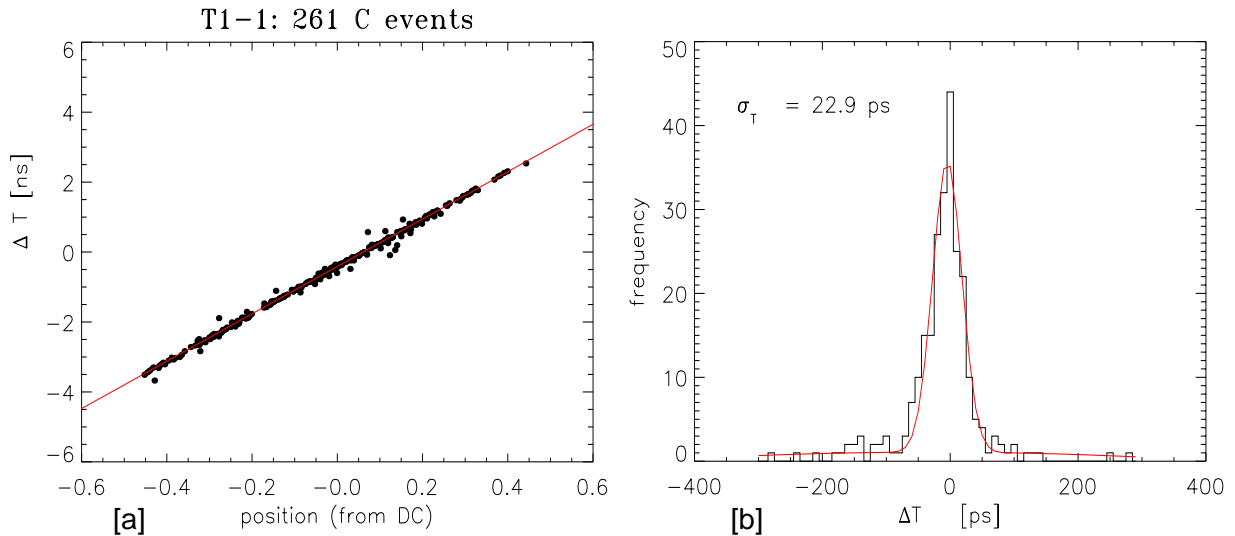 T1-1: 261 C events
6
4
2
0
-2
-4
-6
Δ T [ns]
-0.6 -0.4 -0.2 -0.0 0.2 0.4 0.6
position (from DC)
[a]
50
40
30
20
10
0
frequency
σT = 22.9 ps
-400 -200 0 200 400
ΔT [ps]
[b]